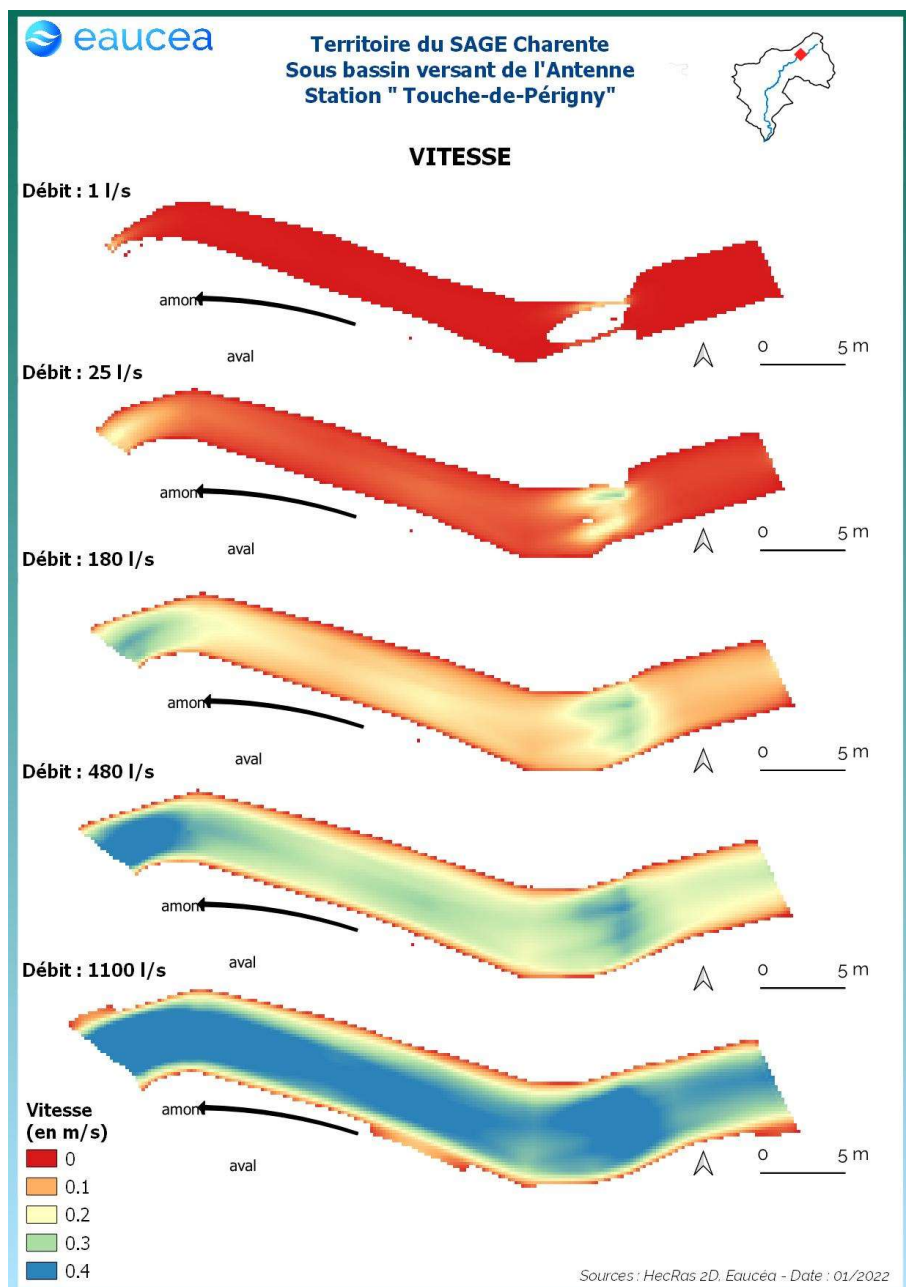 eaucea
Territoire du SAGE Charente
Sous bassin versant de l'Antenne
Station " Touche-de-Périgny"
VITESSE
Débit : 1 l/s
amont
aval
0 5 m
Débit : 25 l/s
amont
aval
0 5 m
Débit : 180 l/s
amont
aval
0 5 m
Débit : 480 l/s
amont
aval
0 5 m
Débit : 1100 l/s
amont
aval
0 5 m
Vitesse
(en m/s)
0
0.1
0.2
0.3
0.4
Sources : HecRas 2D. Eaucéa - Date : 01/2022